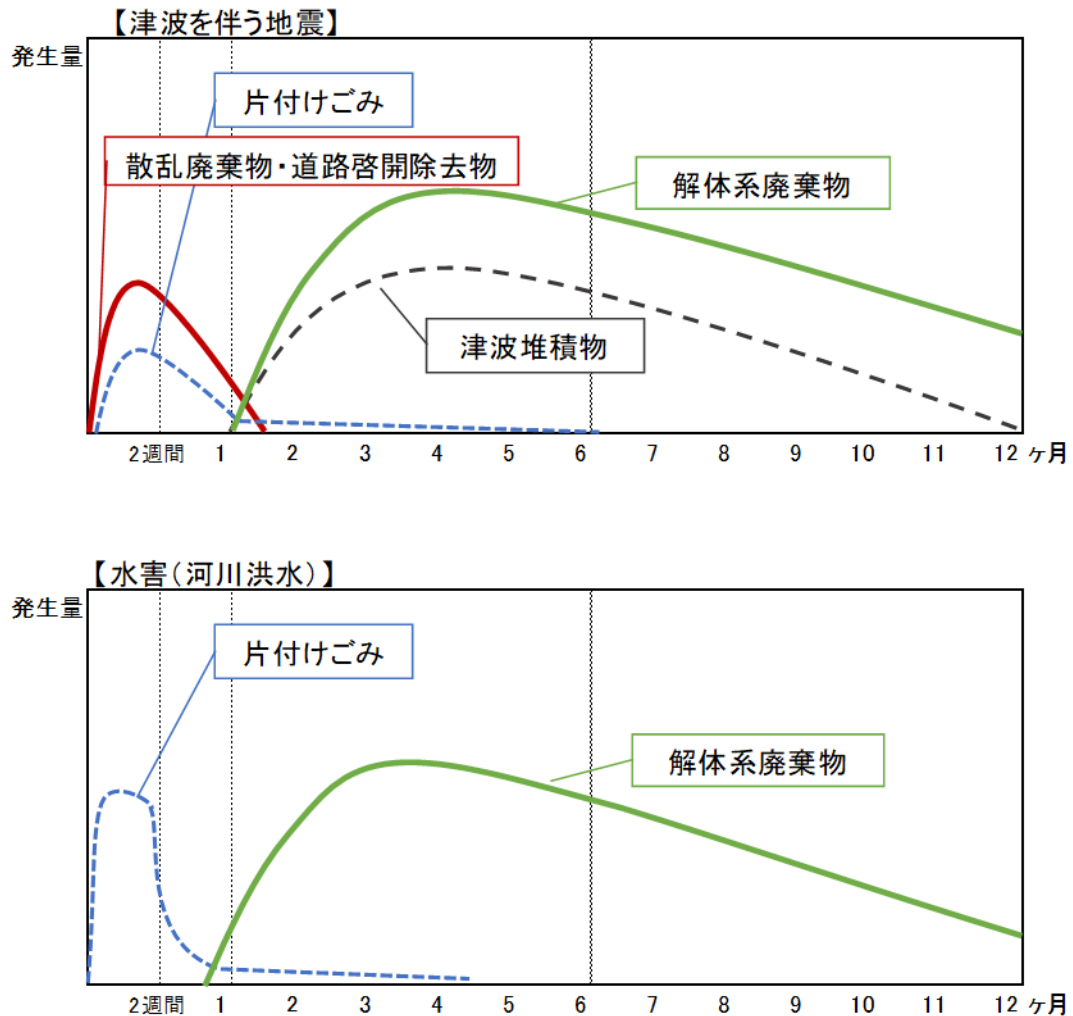 【津波を伴う地震】
発生量
片付けごみ
散乱廃棄物・道路啓開除去物
解体系廃棄物
津波堆積物
2週間 1 2 3 4 5 6 7 8 9 10 11 12 ヶ月
【水害(河川洪水)】
発生量
片付けごみ
解体系廃棄物
2週間 1 2 3 4 5 6 7 8 9 10 11 12 ヶ月